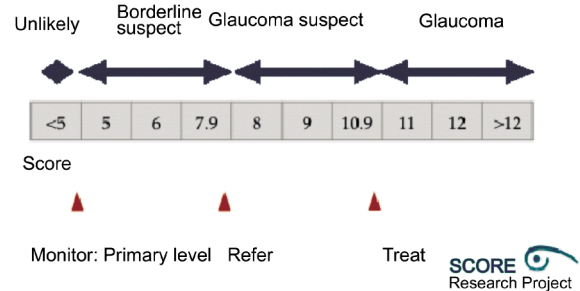 Unlikely
Borderline
suspect
Glaucoma suspect
Glaucoma
<5 5 6 7.9 8 9 10.9 11 12 >12
Score
Monitor: Primary level Refer Treat
SCORE
Research Project